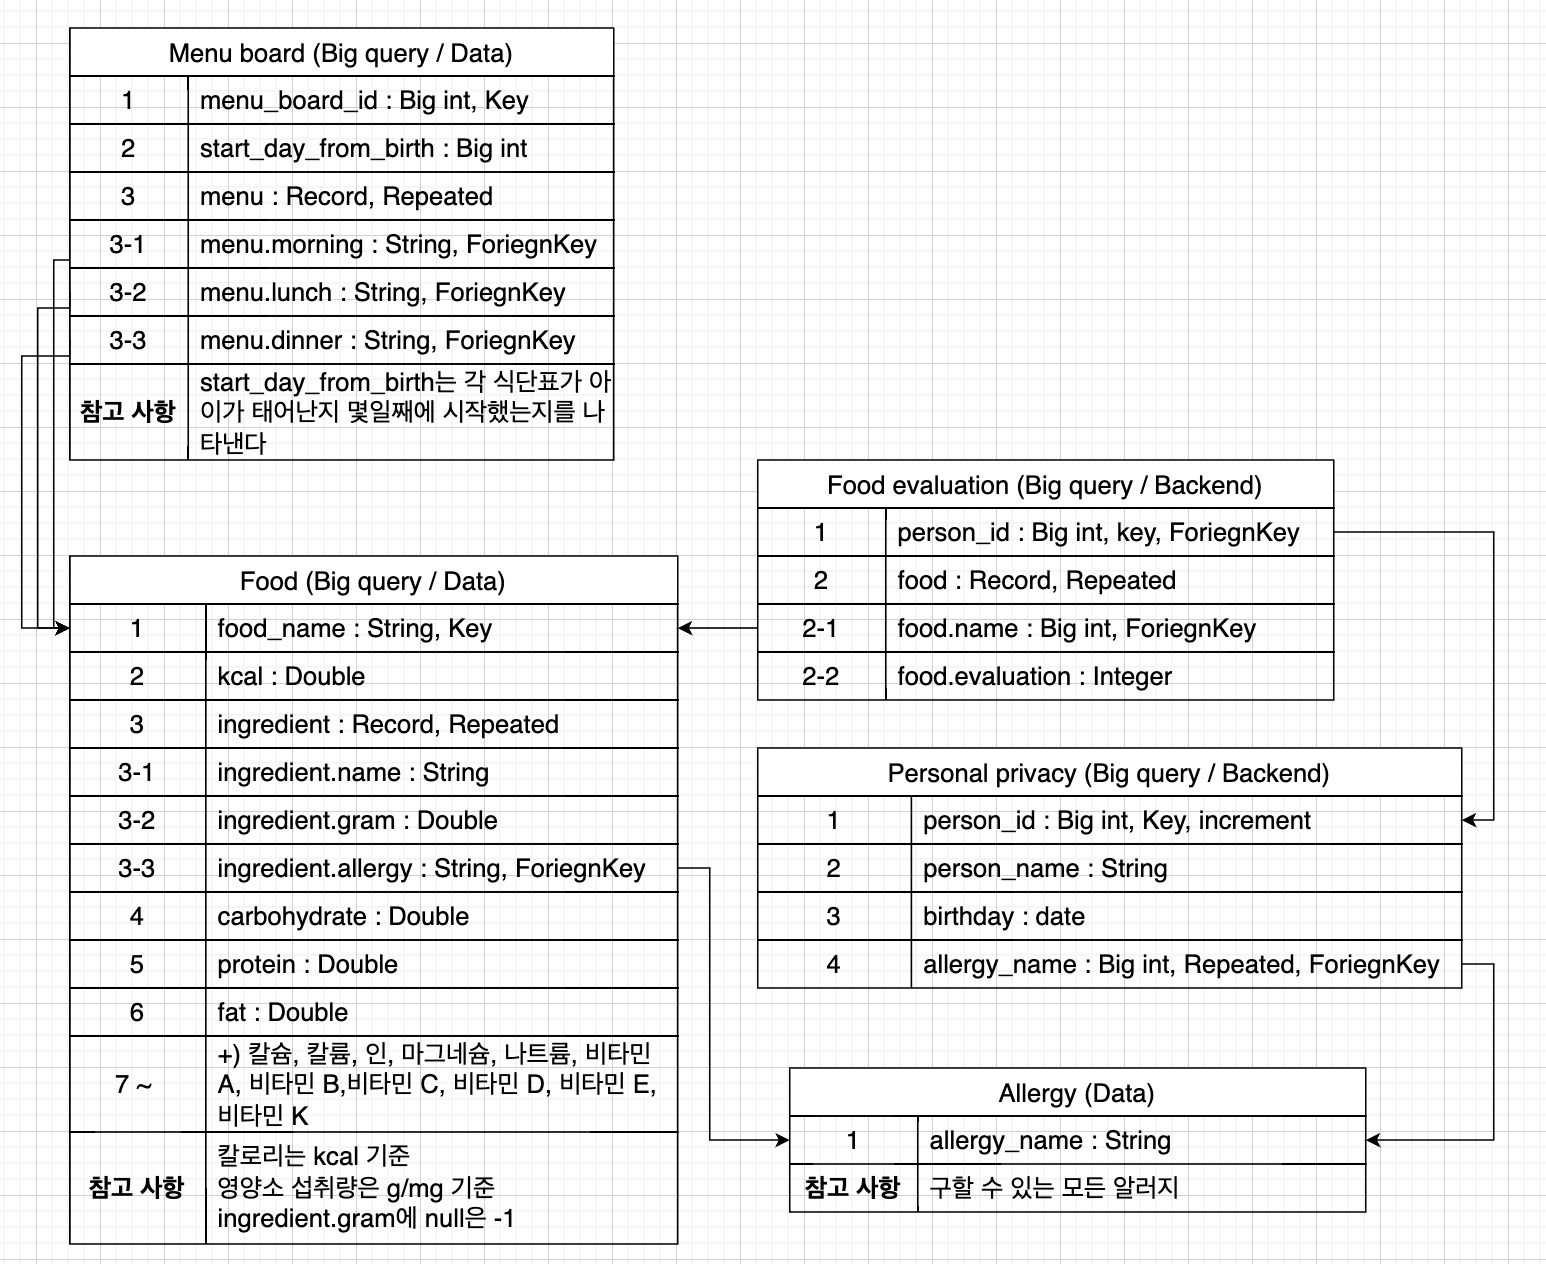 Menu board (Big query / Data)
1 menu_board_id : Big int, Key
2 start_day_from_birth : Big int
3 menu : Record, Repeated
3-1 menu.morning : String, ForiegnKey
3-2 menu.lunch : String, ForiegnKey
3-3 menu.dinner : String, ForiegnKey
참고 사항
start_day_from_birth는 각 식단표가 아
이가 태어난지 몇일째에 시작했는지를 나
타낸다
Food evaluation (Big query / Backend)
1 person_id : Big int, key, ForiegnKey
2 food : Record, Repeated
2-1 food.name : Big int, ForiegnKey
2-2 food.evaluation : Integer
Food (Big query / Data)
1 food_name : String, Key
2 kcal : Double
3 ingredient : Record, Repeated
3-1 ingredient.name : String
3-2 ingredient.gram : Double
3-3 ingredient.allergy : String, ForiegnKey
4 carbohydrate : Double
5 protein : Double
6 fat : Double
7 ~
+) 칼슘, 칼륨, 인, 마그네슘, 나트륨, 비타민
A, 비타민 B,비타민 C, 비타민 D, 비타민 E,
비타민 K
참고 사항
칼로리는 kcal 기준
영양소 섭취량은 g/mg 기준
ingredient.gram에 null은 -1
Personal privacy (Big query / Backend)
1 person_id : Big int, Key, increment
2 person_name : String
3 birthday : date
4 allergy_name : Big int, Repeated, ForiegnKey
Allergy (Data)
1 allergy_name : String
참고 사항 구할 수 있는 모든 알러지